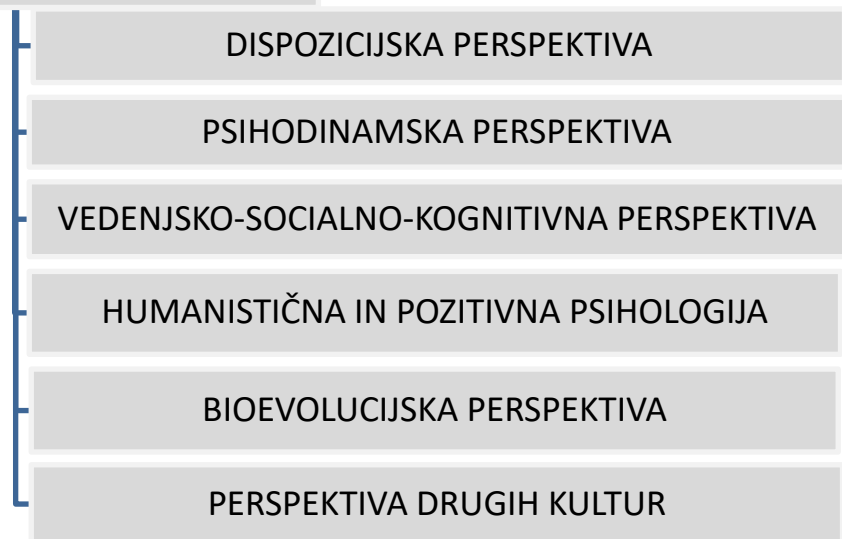 DISPOZICIJSKA PERSPEKTIVA
PSIHODINAMSKA PERSPEKTIVA
VEDENJSKO-SOCIALNO-KOGNITIVNA PERSPEKTIVA
HUMANISTIČNA IN POZITIVNA PSIHOLOGIJA
BIOEVOLUCIJSKA PERSPEKTIVA
PERSPEKTIVA DRUGIH KULTUR